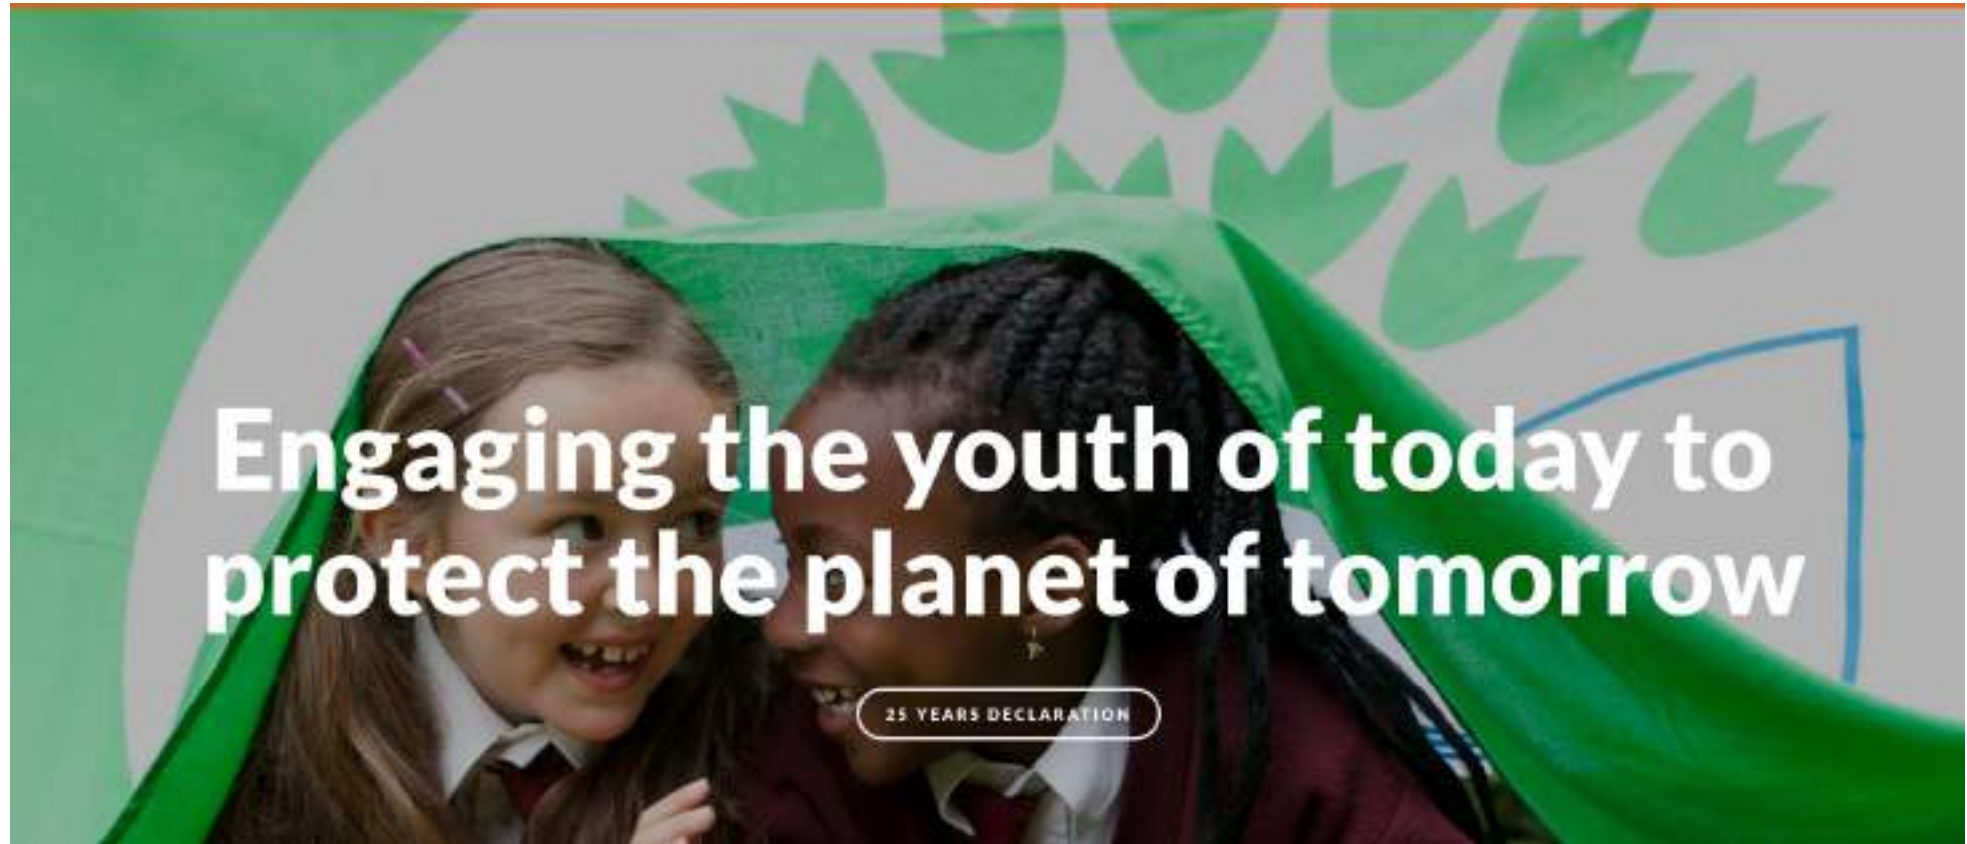 Engaging the youth of today to
protect the planet of tomorrow
25 YEARS DECLARATION